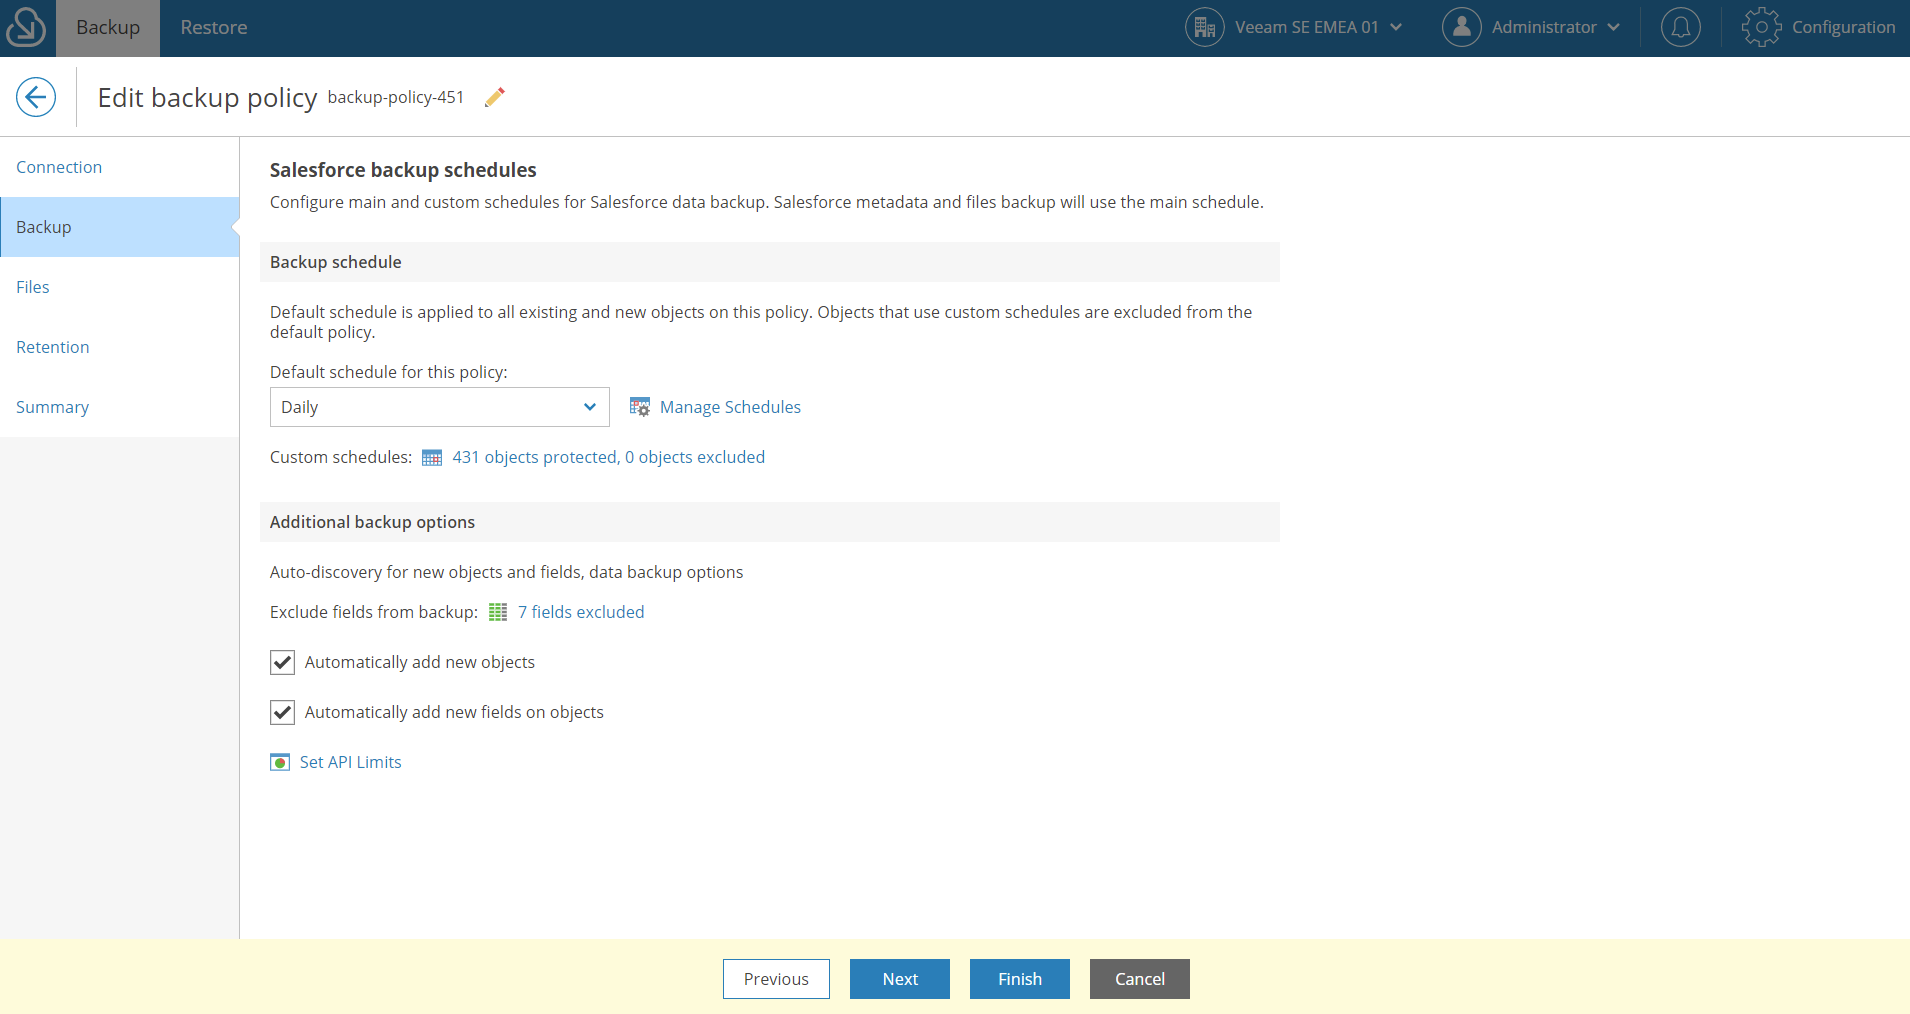 Backup
Restore
Veeam SE EMEA 01
Administrator
Configuration
Edit backup policy
backup-policy-451
Connection
Backup
Files
Retention
Summary
Salesforce backup schedules
Configure main and custom schedules for Salesforce data backup. Salesforce metadata and files backup will use the main schedule.
Backup schedule
Default schedule is applied to all existing and new objects on this policy. Objects that use custom schedules are excluded from the
default policy.
Default schedule for this policy:
Daily
Manage Schedules
Custom schedules:
431 objects protected, 0 objects excluded
Additional backup options
Auto-discovery for new objects and fields, data backup options
Exclude fields from backup:
7 fields excluded
Automatically add new objects
Automatically add new fields on objects
Set API Limits
Previous
Next
Finish
Cancel